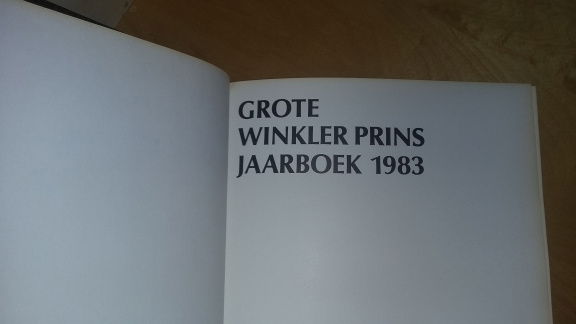 GROTE
WINKLER PRINS
JAARBOEK 1983